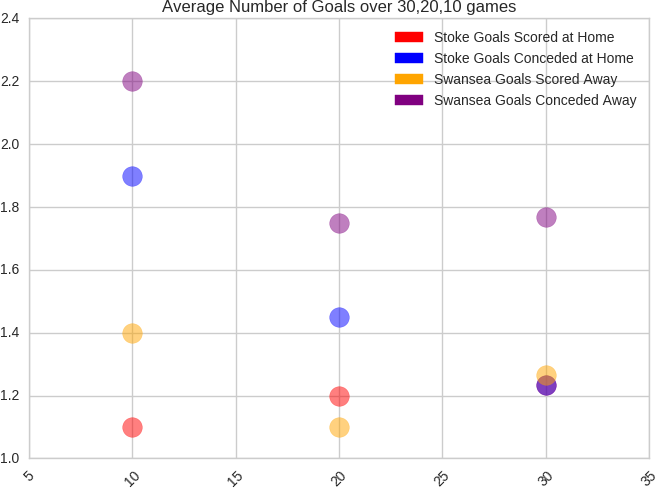 Average Number of Goals over 30,20,10 games
Stoke Goals Scored at Home
Stoke Goals Conceded at Home
Swansea Goals Scored Away
Swansea Goals Conceded Away
2.4
2.2
2.0
1.8
1.6
1.4
1.2
1.0
5 10 15 20 25 30 35